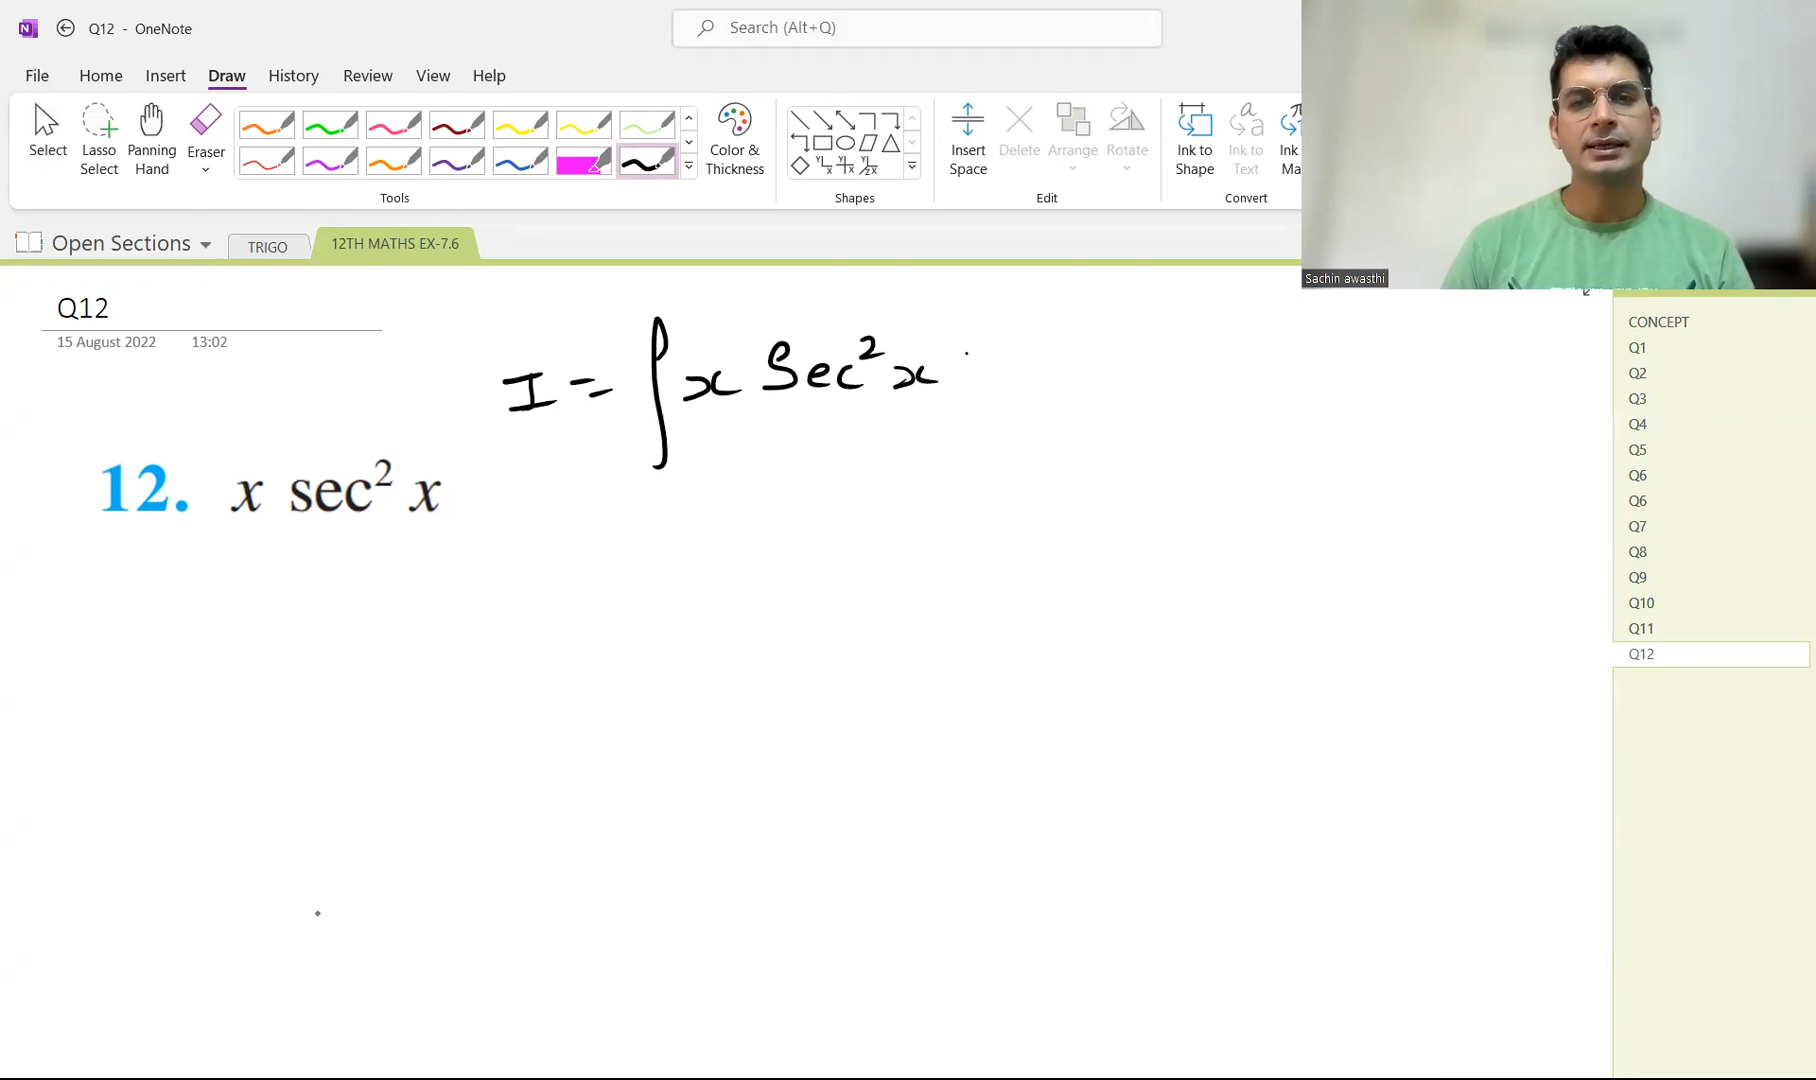 Q12 - OneNote
Search (Alt+Q)
File Home Insert Draw History Review View Help
Select
Lasso Select
Panning Hand
Eraser
Color & Thickness
Insert Space
Delete
Arrange
Rotate
Ink to Shape
Ink to Text
Ink Ma
Tools
Shapes
Edit
Convert
Sachin awasthi
Open Sections
TRIGO
12TH MATHS EX-7.6
Q12
15 August 2022 13:02
I = ∫ x Sec² x
12. x sec² x
CONCEPT
Q1
Q2
Q3
Q4
Q5
Q6
Q6
Q7
Q8
Q9
Q10
Q11
Q12